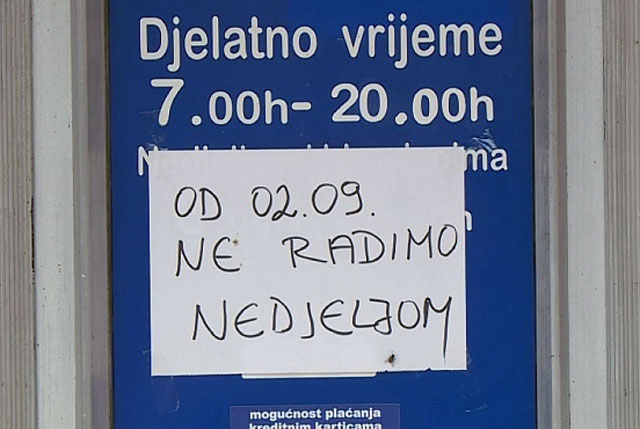 Djelatno vrijeme
7.00h- 20.00h
OD 02.09.
NE RADIMO
NEDJELJOM
mogućnost plaćanja
kreditnim karticama